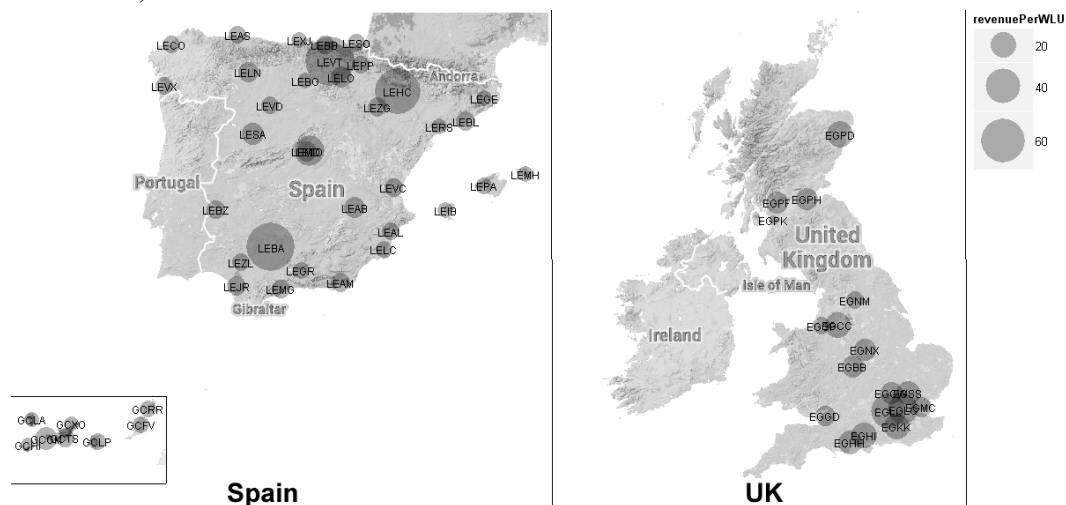 revenuePerWLU
20
40
60
LECO
LEAS
LEXJ
LEBB
LESO
LEVT
LEPP
LELN
LEBG
LELO
Andorra
LEVX
LEHC
LEGE
LEVD
LEZG
LERS
LEBL
LESA
Portugal
Spain
LEMH
LEVC
LEPA
LEBZ
LEAB
LEIB
LEAL
LEBA
LELC
LEZL
LEGR
LEJR
LEMG
LEAM
Gibraltar
GCRR
GCLA
GCXO
GCFV
GCHI
GCTS
GCLP
Spain
EGPD
EGPF
EGPH
EGPK
United
Kingdom
Isle of Man
EGNM
Ireland
EGCC
EGNX
EGBB
EGSS
EGMC
EGGD
EGLL
EGKK
EGHI
EGHH
UK